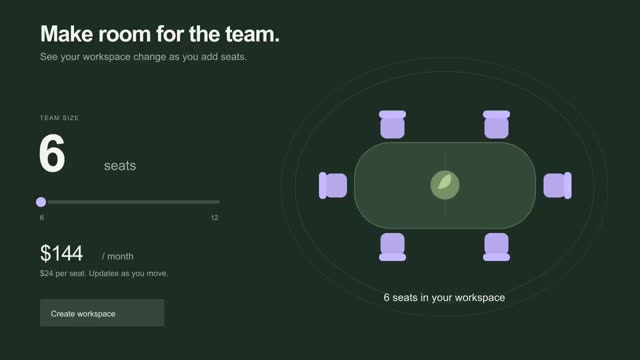 Make room for the team.
See your workspace change as you add seats.
TEAM SIZE
6 seats
6 12
$144 / month
$24 per seat. Updates as you move.
Create workspace
6 seats in your workspace